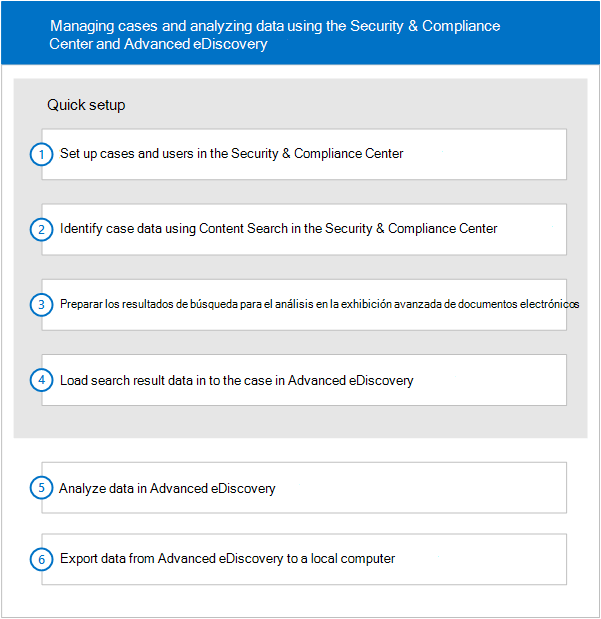 Managing cases and analyzing data using the Security & Compliance
Center and Advanced eDiscovery
Quick setup
1 Set up cases and users in the Security & Compliance Center
2 Identify case data using Content Search in the Security & Compliance Center
3 Preparar los resultados de búsqueda para el análisis en la exhibición avanzada de documentos electrónicos
4 Load search result data in to the case in Advanced eDiscovery
5 Analyze data in Advanced eDiscovery
6 Export data from Advanced eDiscovery to a local computer